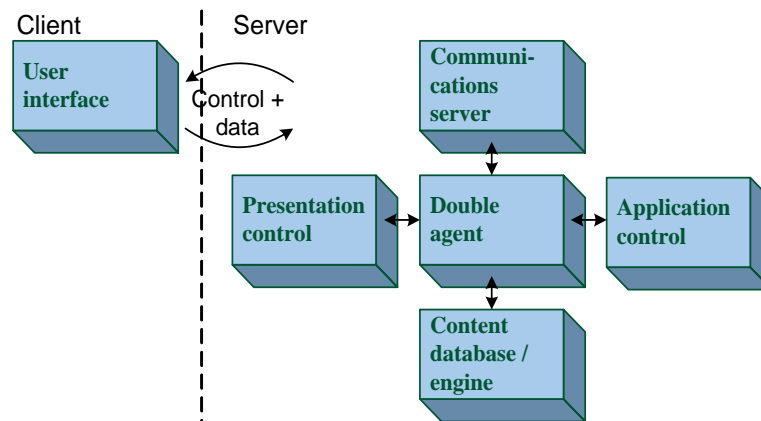 Client
Server
User
interface
Control +
data
Communi-
cations
server
Presentation
control
Double
agent
Application
control
Content
database /
engine